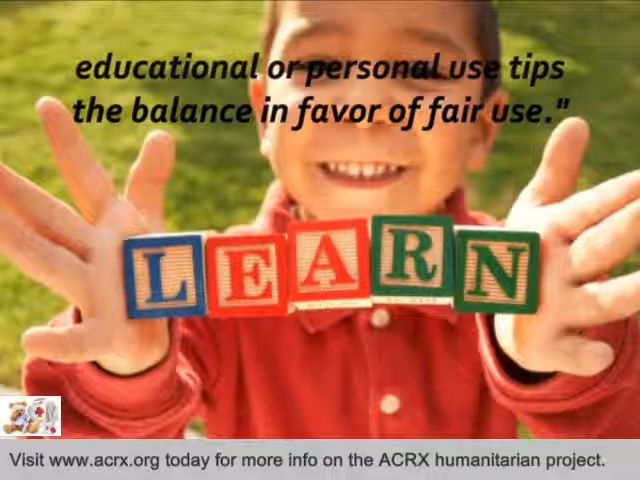 educational or personal use tips
the balance in favor of fair use."
LEARN
Visit www.acrx.org today for more info on the ACRX humanitarian project.